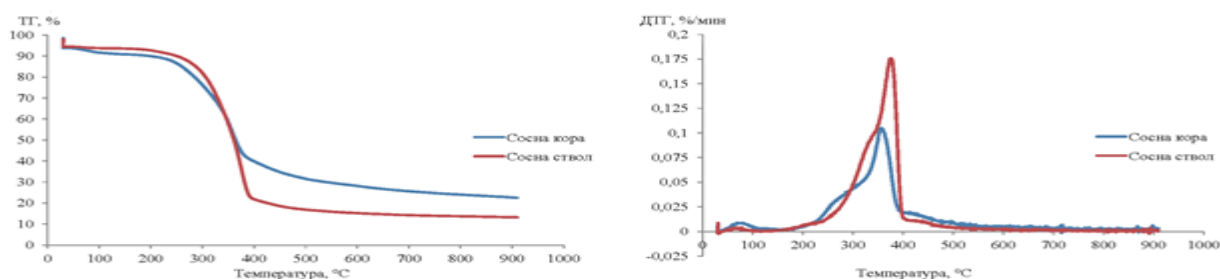 ТГ, %
100
90
80
70
60
50
40
30
20
10
0
0 100 200 300 400 500 600 700 800 900 1000
Температура, °C
Сосна кора
Сосна ствол
ДТГ, %/мин
0,2
0,175
0,15
0,125
0,1
0,075
0,05
0,025
0
-0,025
0 100 200 300 400 500 600 700 800 900 1000
Температура, °C
Сосна кора
Сосна ствол